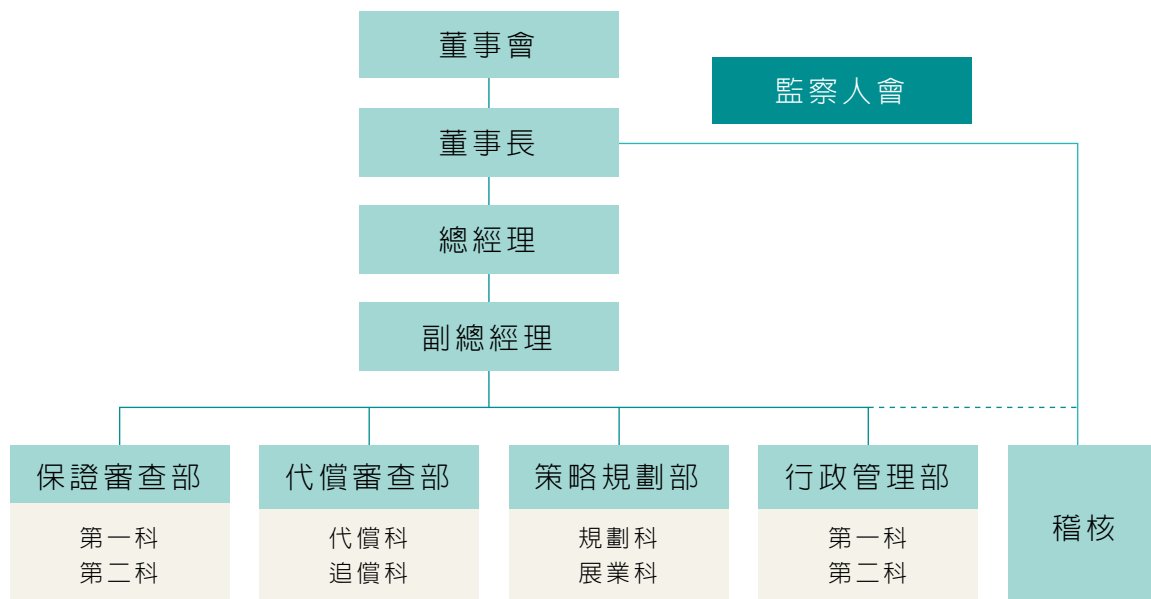 董事會
監察人會
董事長
總經理
副總經理
保證審查部
第一科
第二科
代償審查部
代償科
追償科
策略規劃部
規劃科
展業科
行政管理部
第一科
第二科
稽核